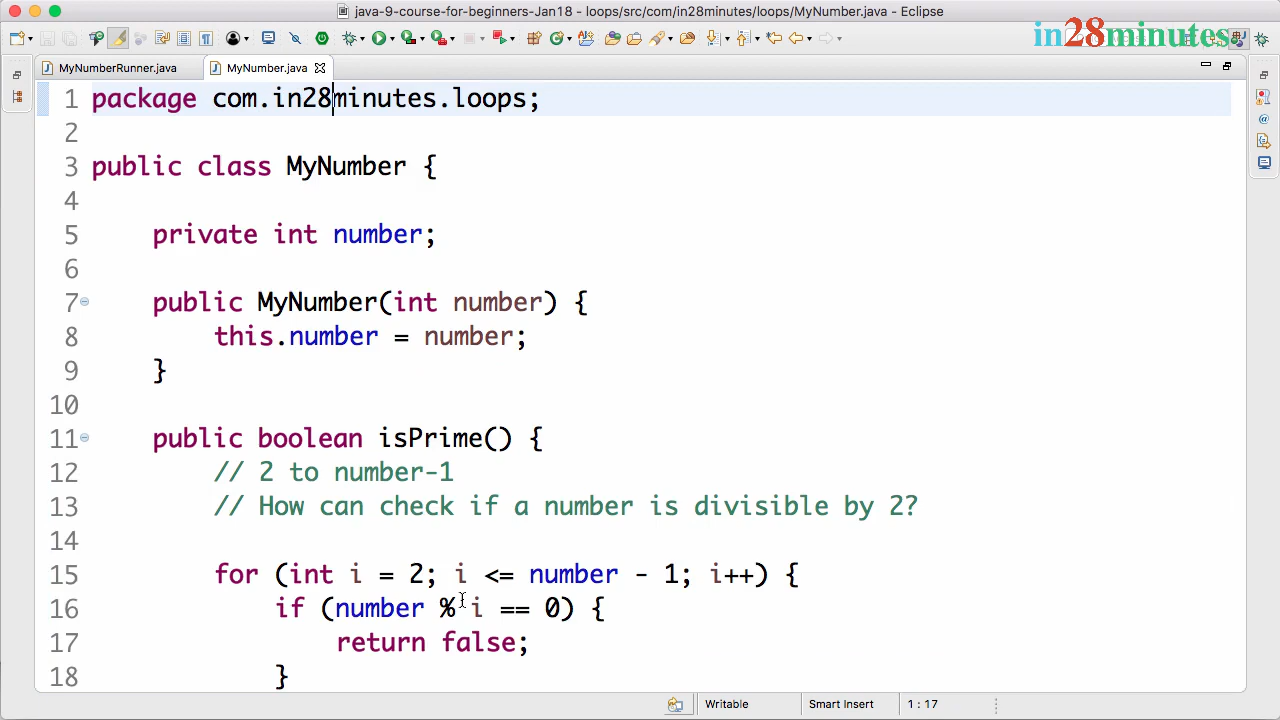 java-9-course-for-beginners-Jan18 - loops/src/com/in28minutes/loops/MyNumber.java - Eclipse
in28minutes
MyNumberRunner.java
MyNumber.java
1 package com.in28minutes.loops;
2
3 public class MyNumber {
4
5 private int number;
6
7 public MyNumber(int number) {
8 this.number = number;
9 }
10
11 public boolean isPrime() {
12 // 2 to number-1
13 // How can check if a number is divisible by 2?
14
15 for (int i = 2; i <= number - 1; i++) {
16 if (number % i == 0) {
17 return false;
18 }
Writable
Smart Insert
1 : 17